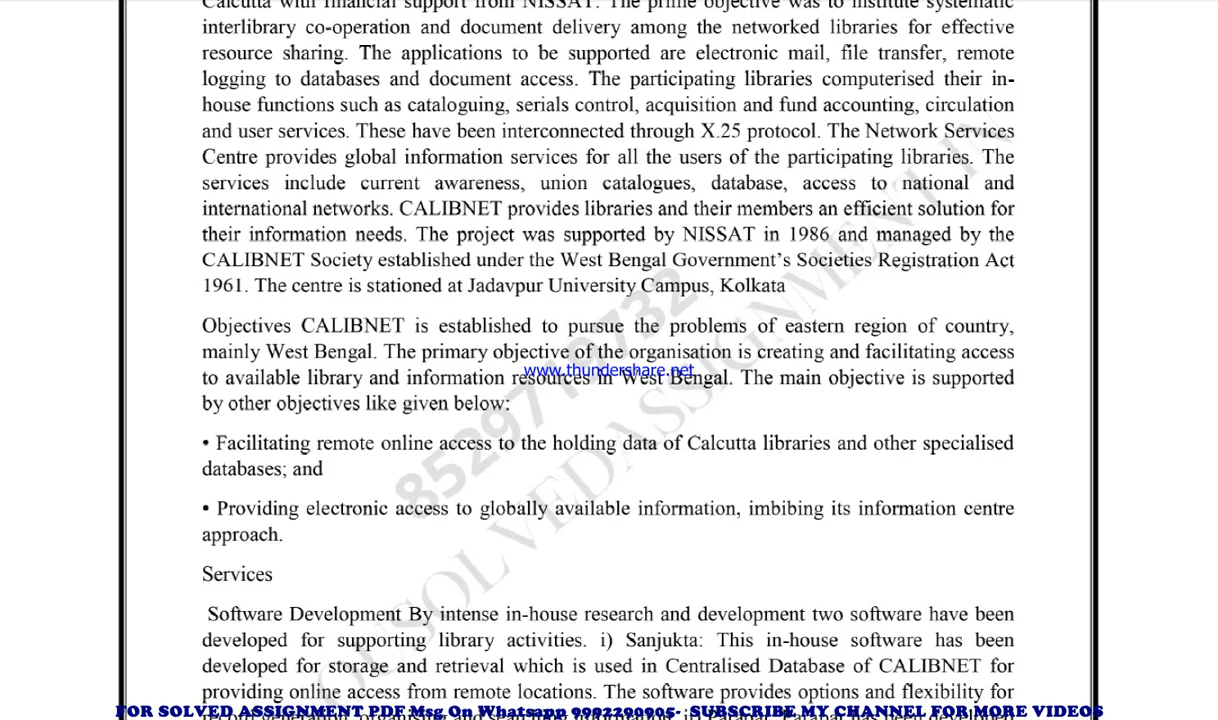 Calcutta with financial support from NISSAT. The prime objective was to institute systematic
interlibrary co-operation and document delivery among the networked libraries for effective
resource sharing. The applications to be supported are electronic mail, file transfer, remote
logging to databases and document access. The participating libraries computerised their in-
house functions such as cataloguing, serials control, acquisition and fund accounting, circulation
and user services. These have been interconnected through X.25 protocol. The Network Services
Centre provides global information services for all the users of the participating libraries. The
services include current awareness, union catalogues, database, access to national and
international networks. CALIBNET provides libraries and their members an efficient solution for
their information needs. The project was supported by NISSAT in 1986 and managed by the
CALIBNET Society established under the West Bengal Government's Societies Registration Act
1961. The centre is stationed at Jadavpur University Campus, Kolkata
Objectives CALIBNET is established to pursue the problems of eastern region of country,
mainly West Bengal. The primary objective of the organisation is creating and facilitating access
www.thundershare.net
to available library and information resources in West Bengal. The main objective is supported
by other objectives like given below:
• Facilitating remote online access to the holding data of Calcutta libraries and other specialised
databases; and
• Providing electronic access to globally available information, imbibing its information centre
approach.
Services
Software Development By intense in-house research and development two software have been
developed for supporting library activities. i) Sanjukta: This in-house software has been
developed for storage and retrieval which is used in Centralised Database of CALIBNET for
providing online access from remote locations. The software provides options and flexibility for
FOR SOLVED ASSIGNMENT PDF Msg On Whatsapp 9992299905- SUBSCRIBE MY CHANNEL FOR MORE VIDEOS
8529719732
OUSOLVEDASSIGNMENT.IN